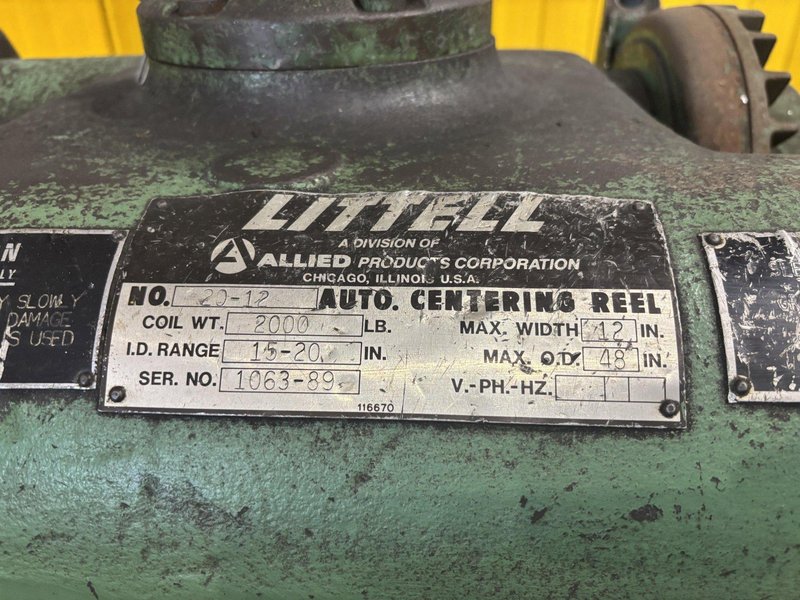 LITTELL
A DIVISION OF
ALLIED PRODUCTS CORPORATION
CHICAGO, ILLINOIS U.S.A.
NO. 20-12 AUTO. CENTERING REEL
COIL WT. 2000 LB. MAX. WIDTH 12 IN.
I.D. RANGE 15-20 IN. MAX. O.D. 48 IN.
SER. NO. 1063-89 V.-PH.-HZ.
116670
SLOWLY
DAMAGE
USED